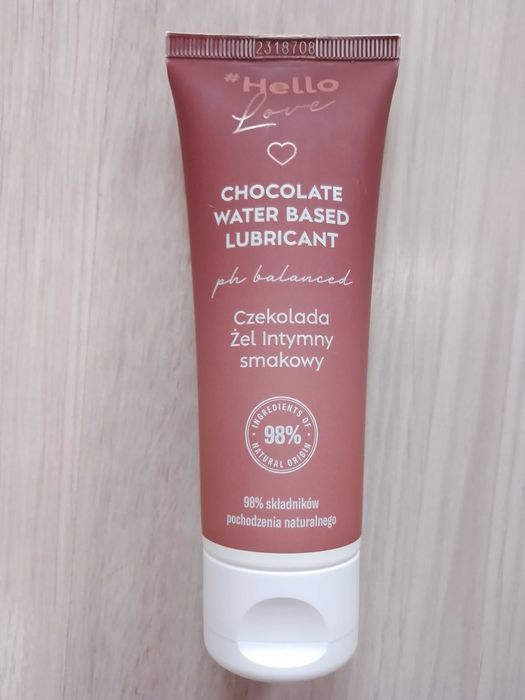 2318708
#Hello
Love
CHOCOLATE
WATER BASED
LUBRICANT
ph balanced
Czekolada
Żel Intymny
smakowy
INGREDIENTS OF
98%
NATURAL ORIGIN
98% składników
pochodzenia naturalnego